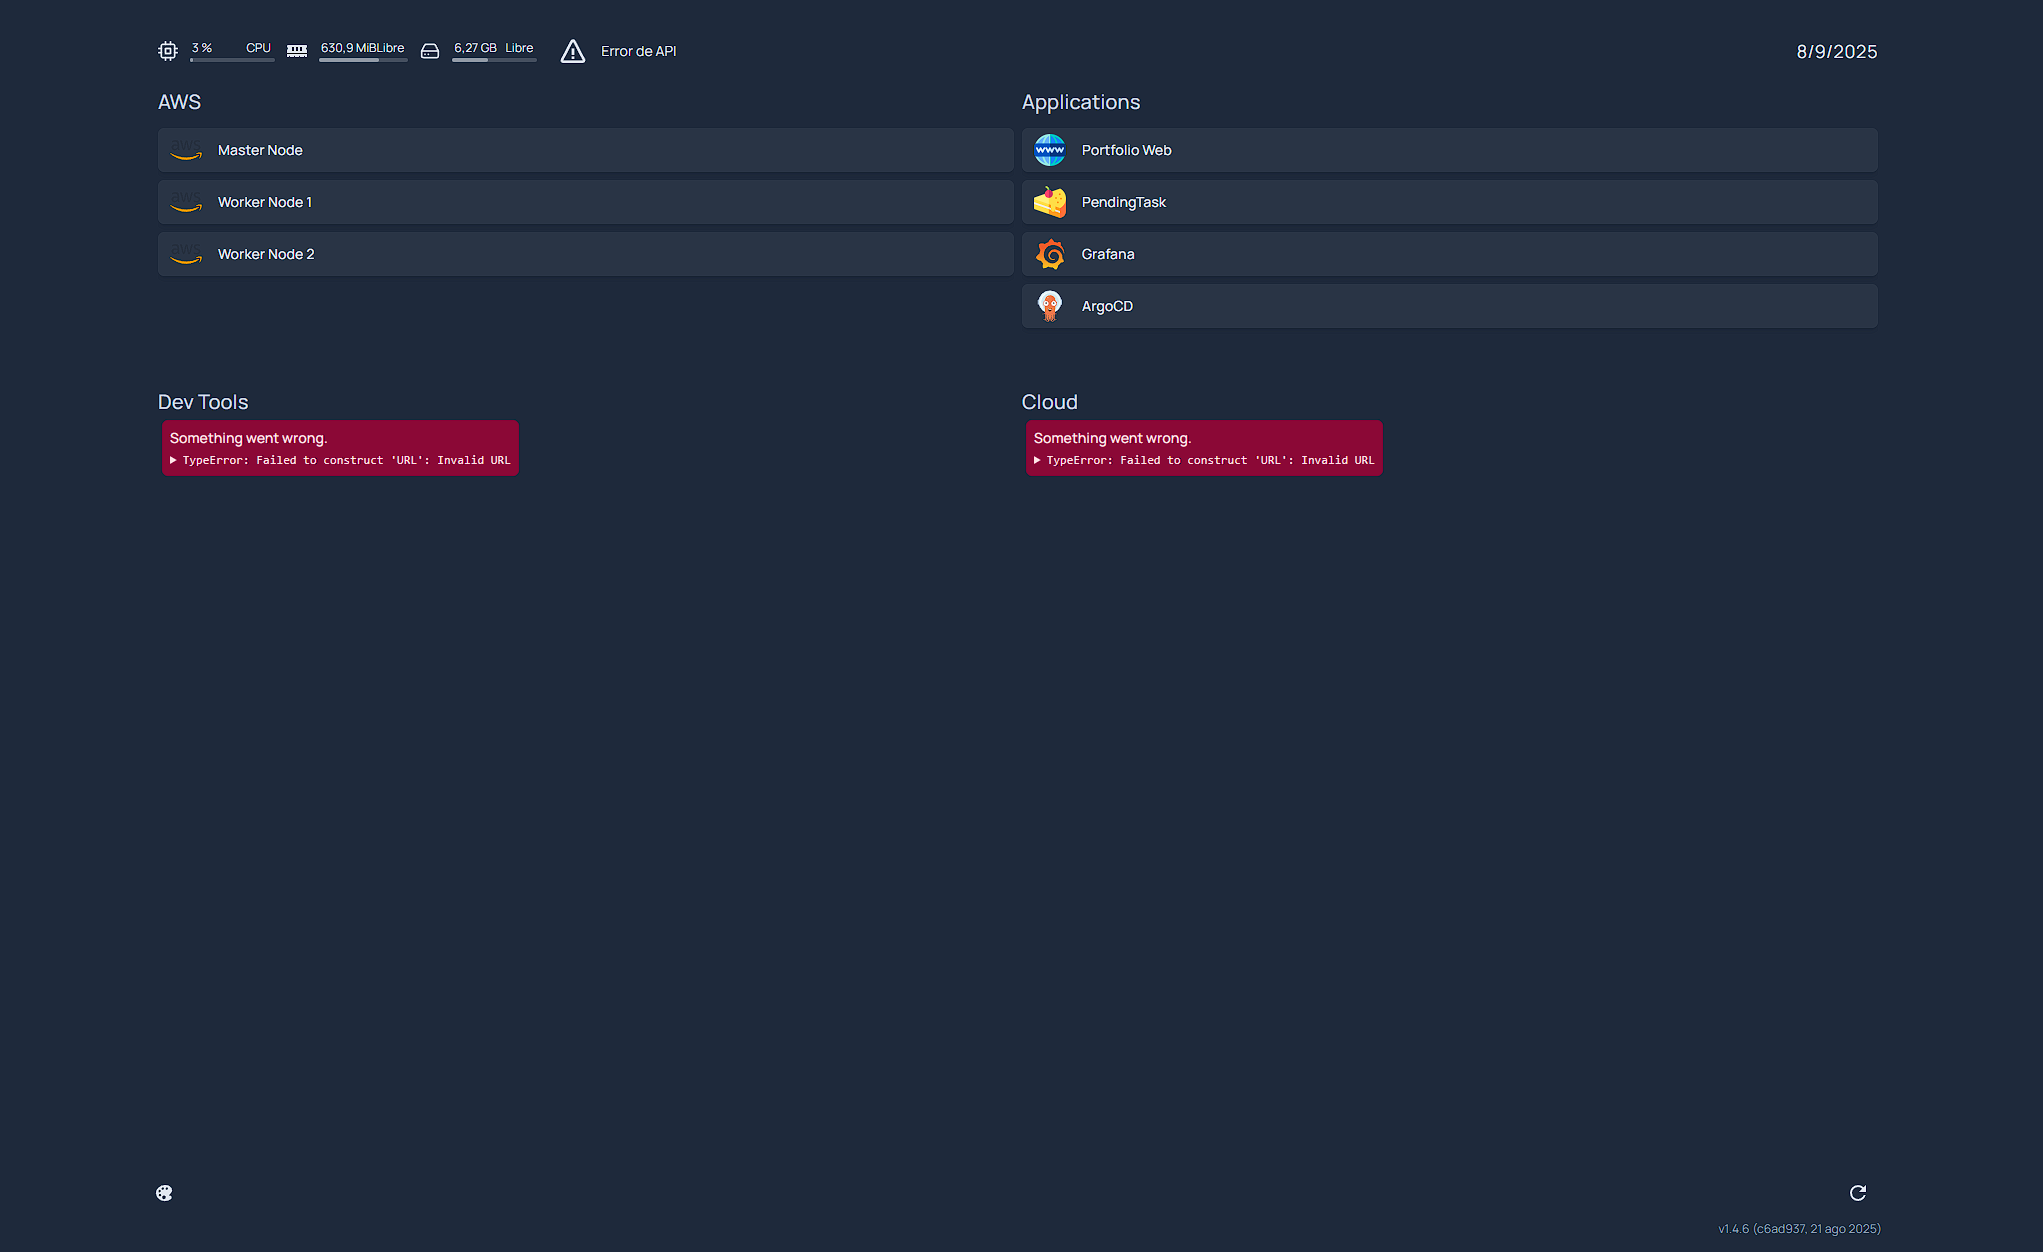 3 % CPU 630,9 MiB Libre 6,27 GB Libre Error de API 8/9/2025
AWS
aws Master Node
aws Worker Node 1
aws Worker Node 2
Applications
www Portfolio Web
PendingTask
Grafana
ArgoCD
Dev Tools
Something went wrong.
TypeError: Failed to construct 'URL': Invalid URL
Cloud
Something went wrong.
TypeError: Failed to construct 'URL': Invalid URL
v1.4.6 (c6ad937, 21 ago 2025)